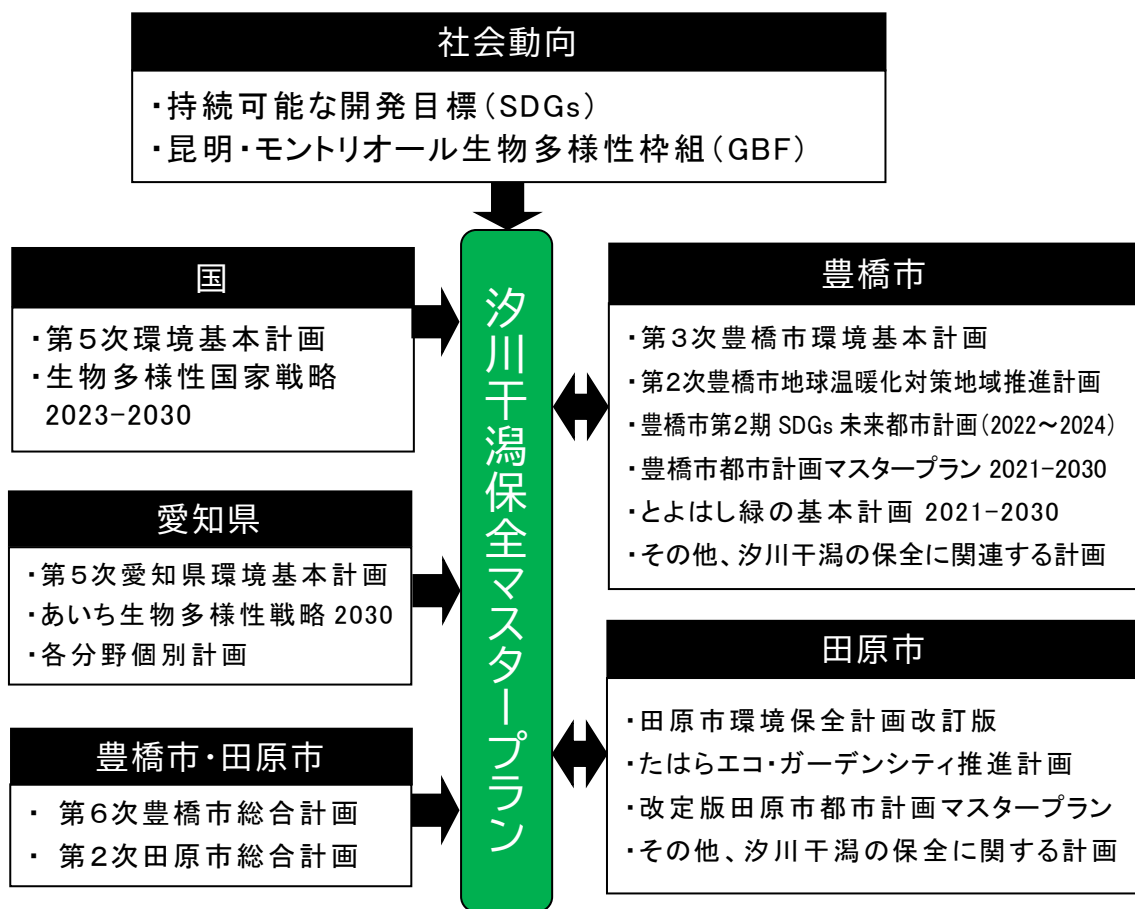 社会動向
・持続可能な開発目標(SDGs)
・昆明・モントリオール生物多様性枠組(GBF)
国
・第5次環境基本計画
・生物多様性国家戦略
2023-2030
愛知県
・第5次愛知県環境基本計画
・あいち生物多様性戦略 2030
・各分野個別計画
豊橋市・田原市
・ 第6次豊橋市総合計画
・ 第2次田原市総合計画
汐川干潟保全マスタープラン
豊橋市
・第3次豊橋市環境基本計画
・第2次豊橋市地球温暖化対策地域推進計画
・豊橋市第2期 SDGs 未来都市計画(2022~2024)
・豊橋市都市計画マスタープラン 2021-2030
・とよはし緑の基本計画 2021-2030
・その他、汐川干潟の保全に関連する計画
田原市
・田原市環境保全計画改訂版
・たはらエコ・ガーデンシティ推進計画
・改定版田原市都市計画マスタープラン
・その他、汐川干潟の保全に関する計画